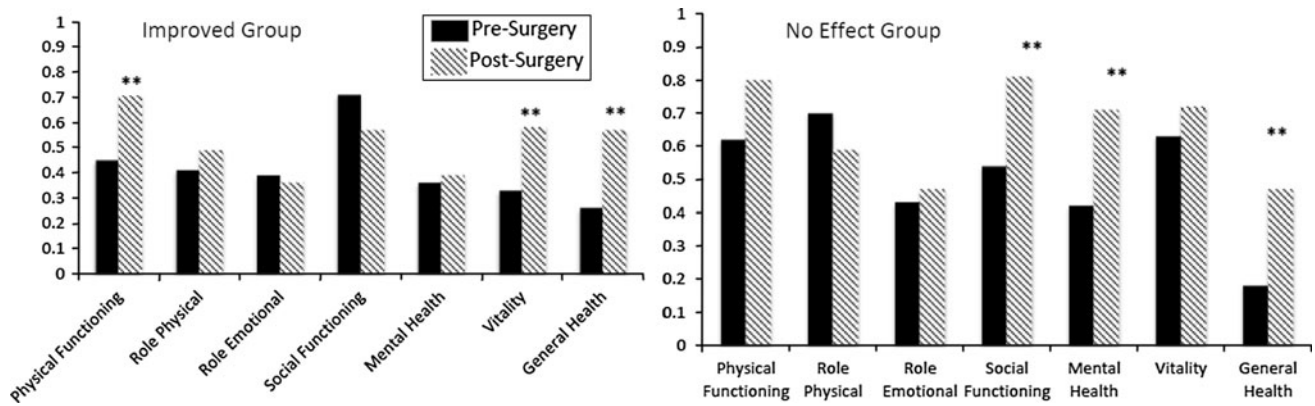 Improved Group
Pre-Surgery
Post-Surgery
1
0.9
0.8
0.7
0.6
0.5
0.4
0.3
0.2
0.1
0
**
**
**
Physical Functioning
Role Physical
Role Emotional
Social Functioning
Mental Health
Vitality
General Health
No Effect Group
1
0.9
0.8
0.7
0.6
0.5
0.4
0.3
0.2
0.1
0
**
**
**
Physical
Functioning
Role
Physical
Role
Emotional
Social
Functioning
Mental
Health
Vitality
General
Health